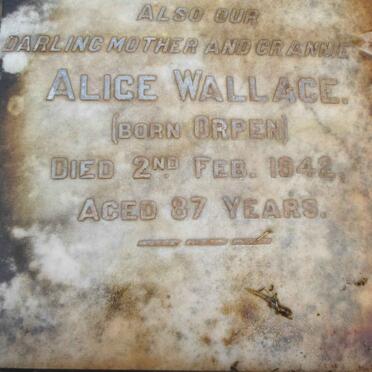 ALSO OUR
DARLING MOTHER AND GRANNIE
ALICE WALLACE.
(BORN ORPEN)
DIED 2ND FEB. 1942,
AGED 87 YEARS.